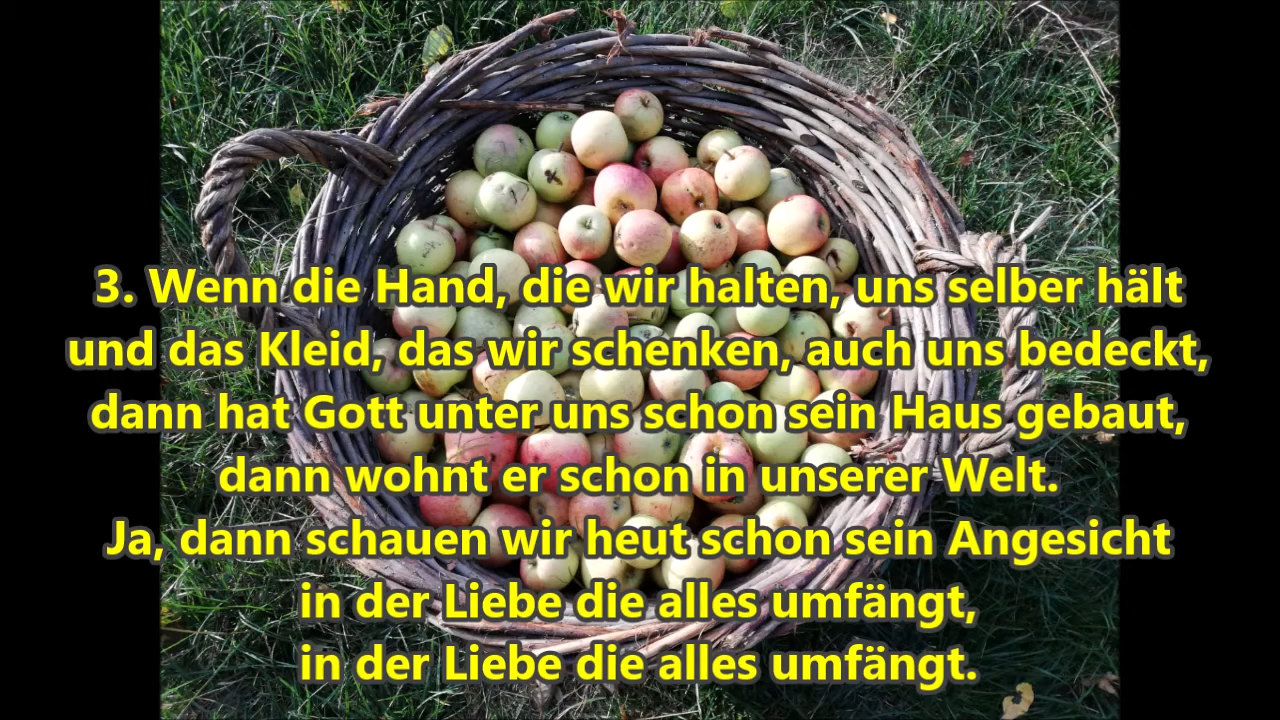 3. Wenn die Hand, die wir halten, uns selber hält
und das Kleid, das wir schenken, auch uns bedeckt,
dann hat Gott unter uns schon sein Haus gebaut,
dann wohnt er schon in unserer Welt.
Ja, dann schauen wir heut schon sein Angesicht
in der Liebe die alles umfängt,
in der Liebe die alles umfängt.